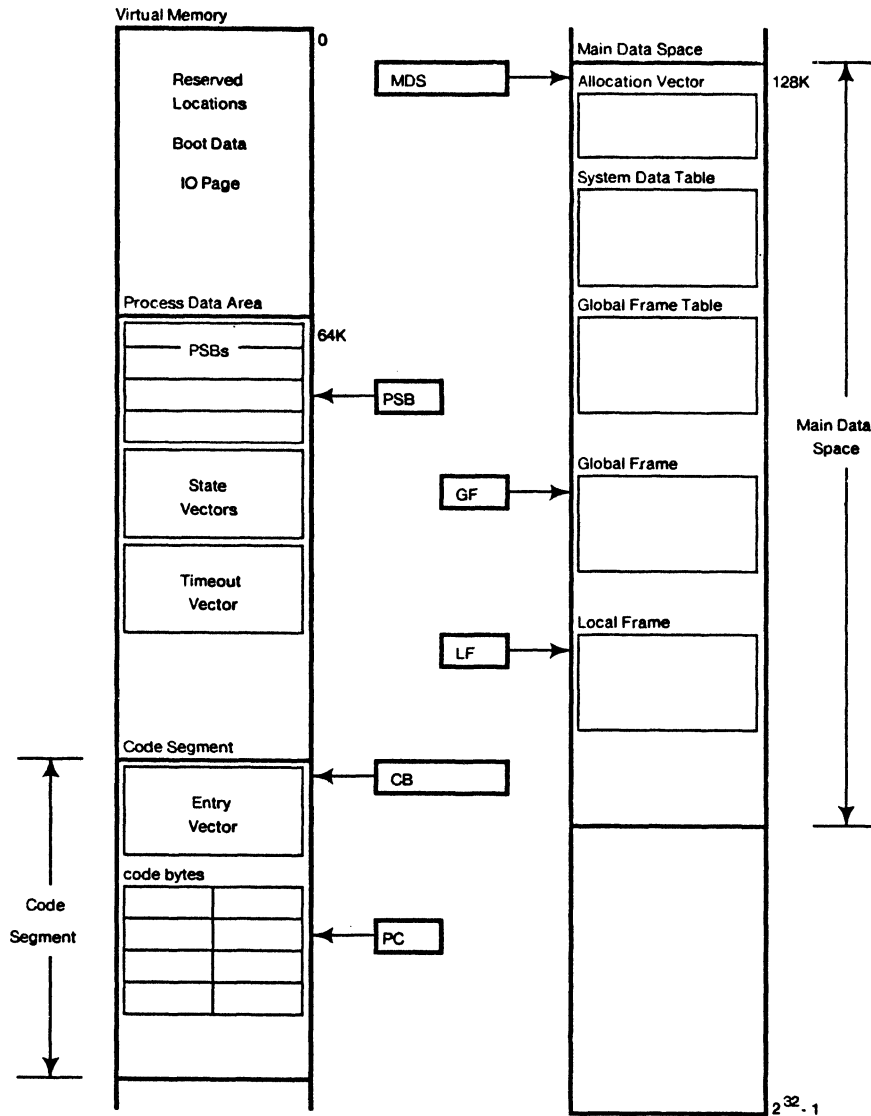 Virtual Memory
0
Reserved
Locations
Boot Data
IO Page
Process Data Area
64K
PSBs
PSB
State
Vectors
Timeout
Vector
Code Segment
CB
Entry
Vector
code bytes
Code
Segment
PC
Main Data Space
MDS
Allocation Vector
128K
System Data Table
Global Frame Table
Main Data
Space
Global Frame
GF
Local Frame
LF
2^32 - 1